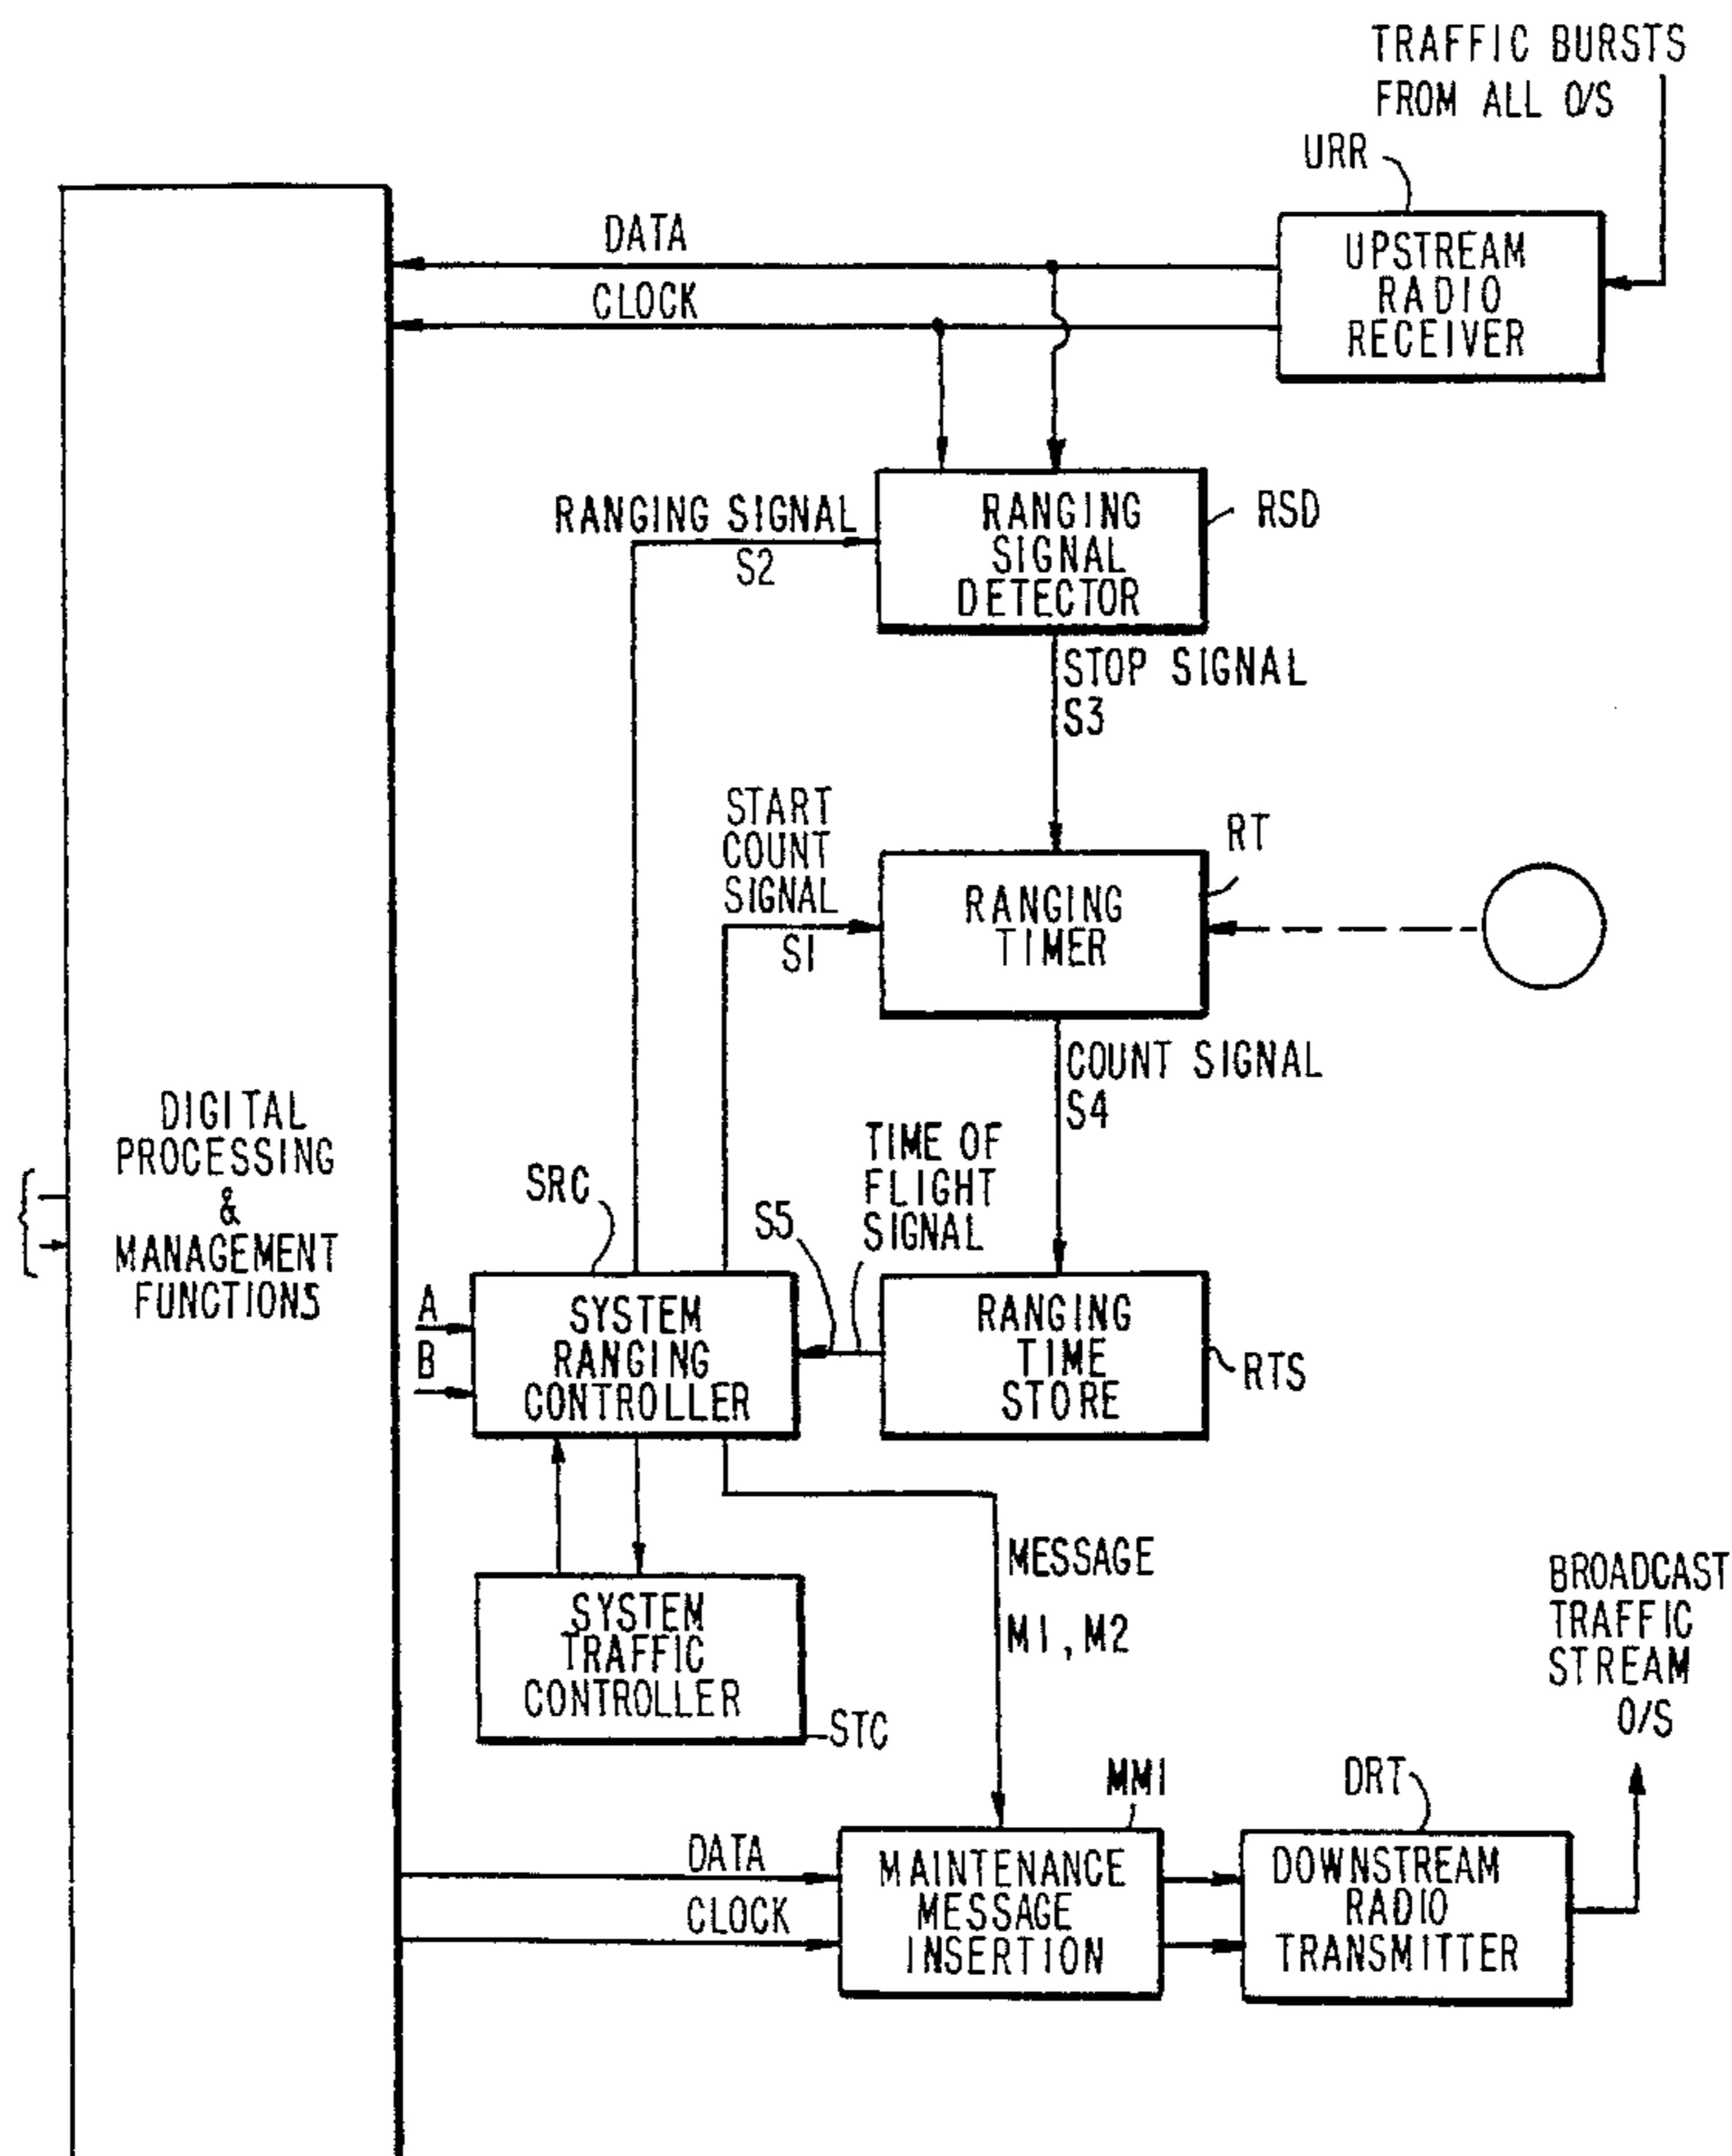 TRAFFIC BURSTS
FROM ALL O/S
URR
UPSTREAM
RADIO
RECEIVER
DATA
CLOCK
RANGING SIGNAL
S2
RANGING
SIGNAL
DETECTOR
RSD
STOP SIGNAL
S3
START
COUNT
SIGNAL
S1
RANGING
TIMER
RT
COUNT SIGNAL
S4
DIGITAL
PROCESSING
&
MANAGEMENT
FUNCTIONS
TIME OF
FLIGHT
SIGNAL
S5
SRC
A
B
SYSTEM
RANGING
CONTROLLER
RANGING
TIME
STORE
RTS
SYSTEM
TRAFFIC
CONTROLLER
STC
MESSAGE
M1, M2
BROADCAST
TRAFFIC
STREAM
O/S
MM1
DRT
DATA
CLOCK
MAINTENANCE
MESSAGE
INSERTION
DOWNSTREAM
RADIO
TRANSMITTER